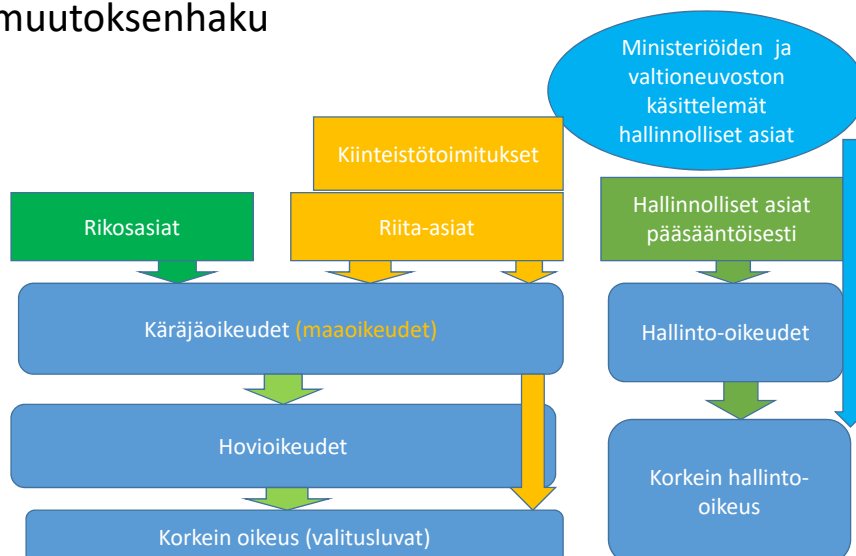 muutoksenhaku
Ministeriöiden ja
valtioneuvoston
käsittelemät
hallinnolliset asiat
Kiinteistötoimitukset
Rikosasiat
Riita-asiat
Hallinnolliset asiat
pääsääntöisesti
Käräjäoikeudet (maaoikeudet)
Hallinto-oikeudet
Hovioikeudet
Korkein hallinto-
oikeus
Korkein oikeus (valitusluvat)